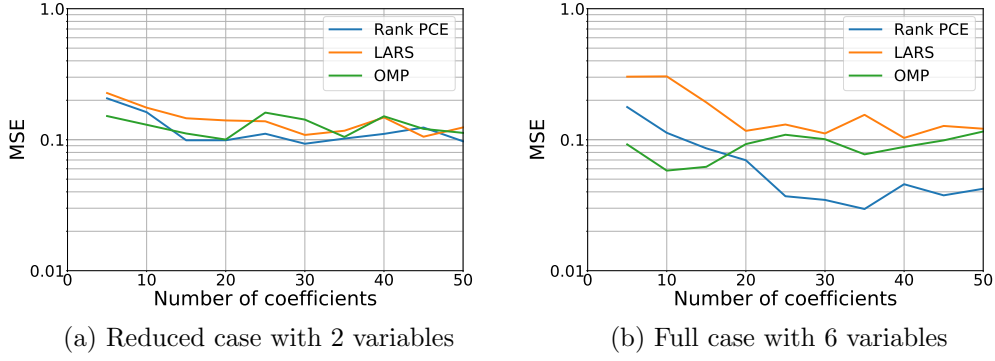 1.0
0.1
0.01
MSE
Rank PCE
LARS
OMP
0 10 20 30 40 50
Number of coefficients
(a) Reduced case with 2 variables
1.0
0.1
0.01
MSE
Rank PCE
LARS
OMP
0 10 20 30 40 50
Number of coefficients
(b) Full case with 6 variables